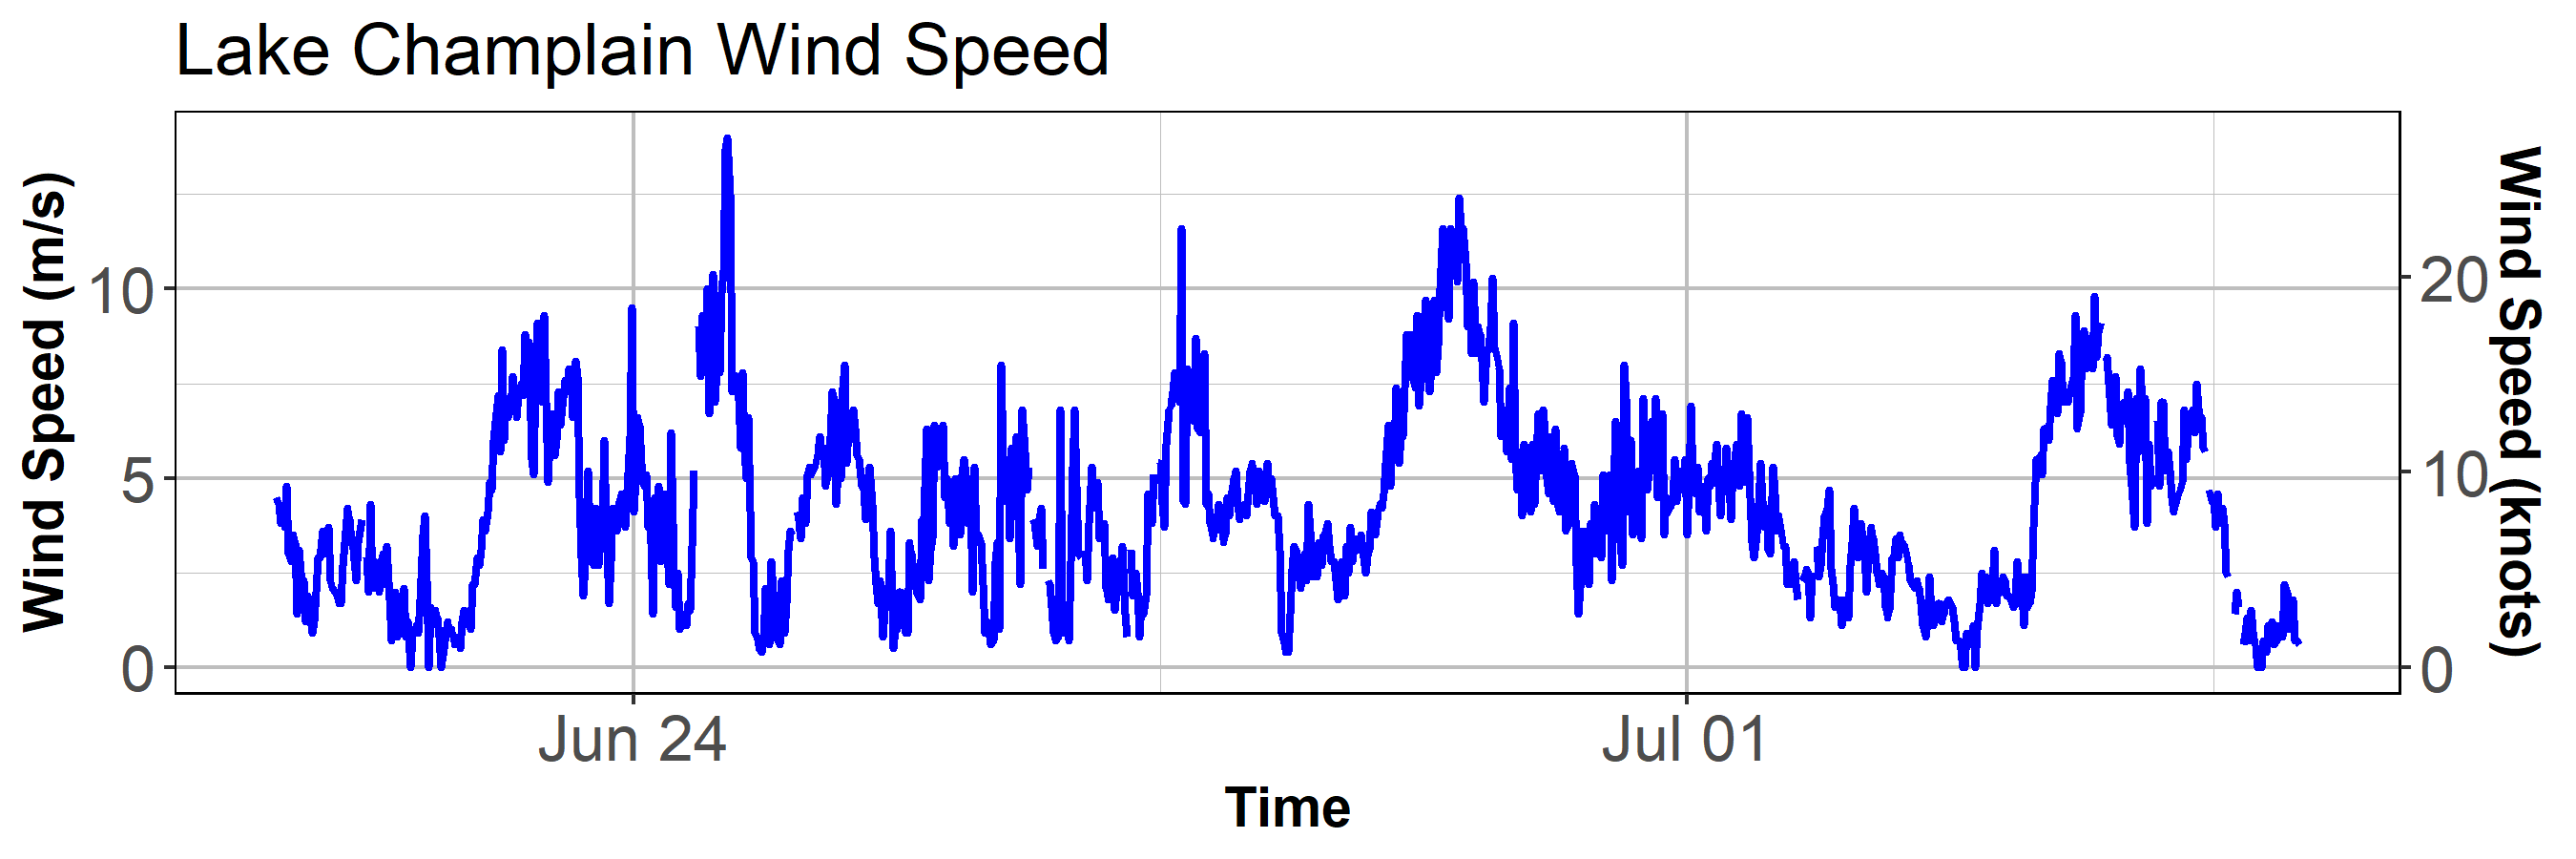 Lake Champlain Wind Speed
Wind Speed (m/s)
10
5
0
20
10
0
Wind Speed (knots)
Jun 24
Jul 01
Time